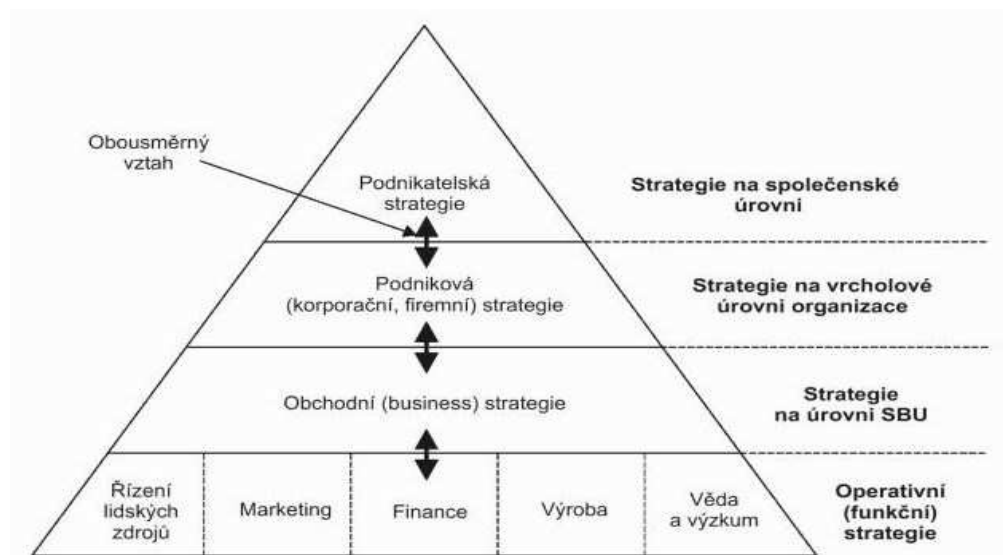 Obousměrný
vztah
Podnikatelská
strategie
Strategie na společenské
úrovni
Podniková
(korporační, firemní) strategie
Strategie na vrcholové
úrovni organizace
Obchodní (business) strategie
Strategie
na úrovni SBU
Řízení
lidských
zdrojů
Marketing
Finance
Výroba
Věda
a výzkum
Operativní
(funkční)
strategie